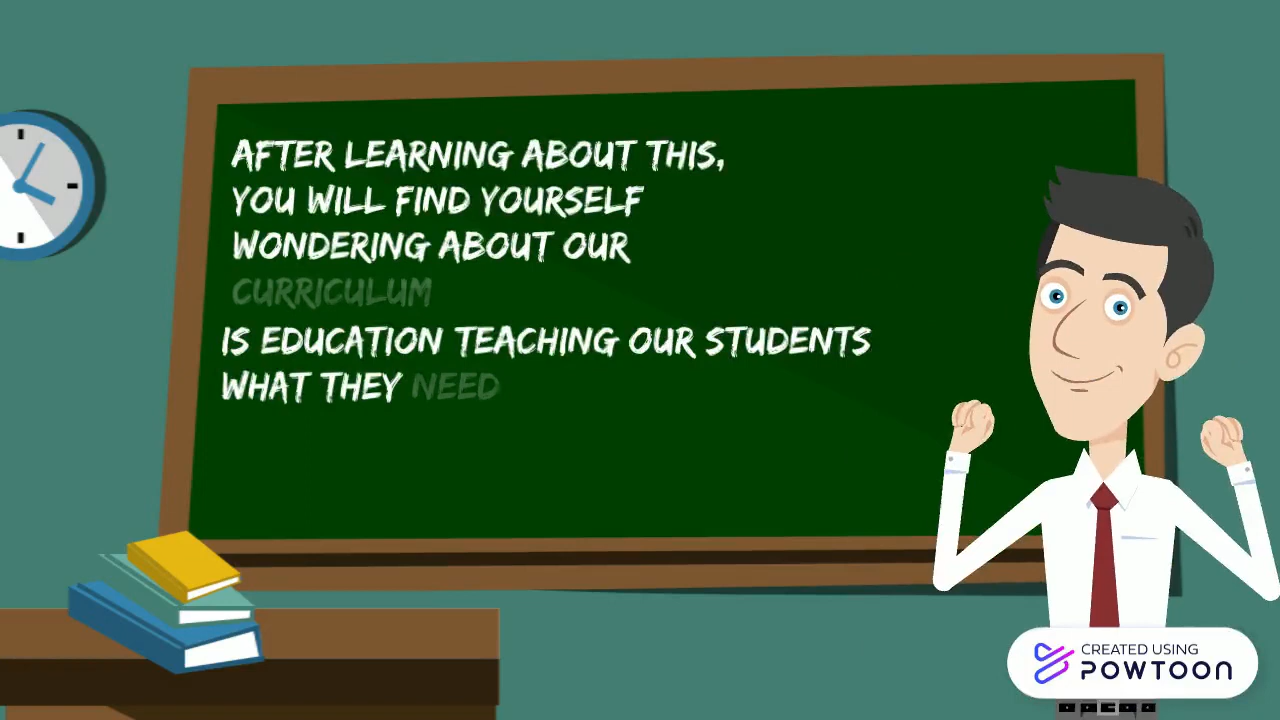 AFTER LEARNING ABOUT THIS,
YOU WILL FIND YOURSELF
WONDERING ABOUT OUR
CURRICULUM
IS EDUCATION TEACHING OUR STUDENTS
WHAT THEY NEED
CREATED USING
POWTOON